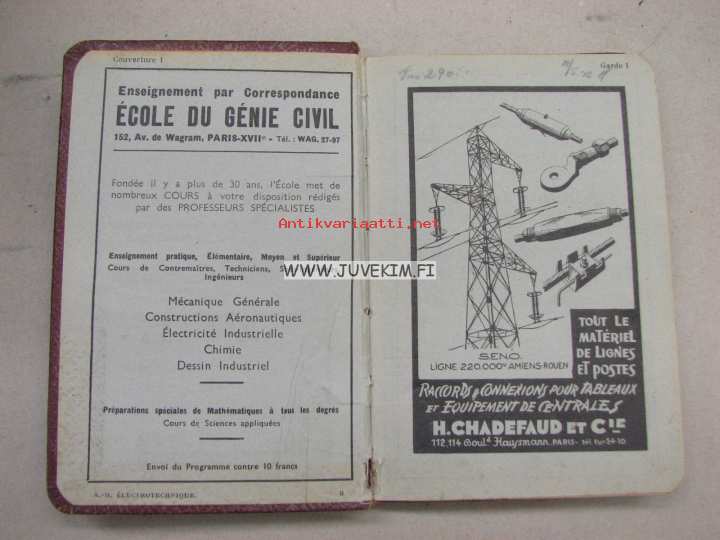 Couverture I
Enseignement par Correspondance
ÉCOLE DU GÉNIE CIVIL
152, Av. de Wagram, PARIS-XVIIe - Tél. : WAG. 27-97
Fondée il y a plus de 30 ans, l'École met de
nombreux COURS à votre disposition rédigés
par des PROFESSEURS SPÉCIALISTES
Enseignement pratique, Élémentaire, Moyen et Supérieur
Cours de Contremaîtres, Techniciens,
Ingénieurs
Mécanique Générale
Constructions Aéronautiques
Électricité Industrielle
Chimie
Dessin Industriel
Préparations spéciales de Mathématiques à tous les degrés
Cours de Sciences appliquées
Envoi du Programme contre 10 francs
ÉLECTROTECHNIQUE.
Antikvariaatti.net
WWW.JUVEKIM.FI
Garde I
S.E.N.O.
LIGNE 220.000w AMIENS-ROUEN
TOUT LE
MATÉRIEL
DE LIGNES
ET POSTES
RACCORDS & CONNEXIONS POUR TABLEAUX
ET EQUIPEMENT DE CENTRALES
H. CHADEFAUD ET CIE
112.114 Bould Haussmann. PARIS - tél.